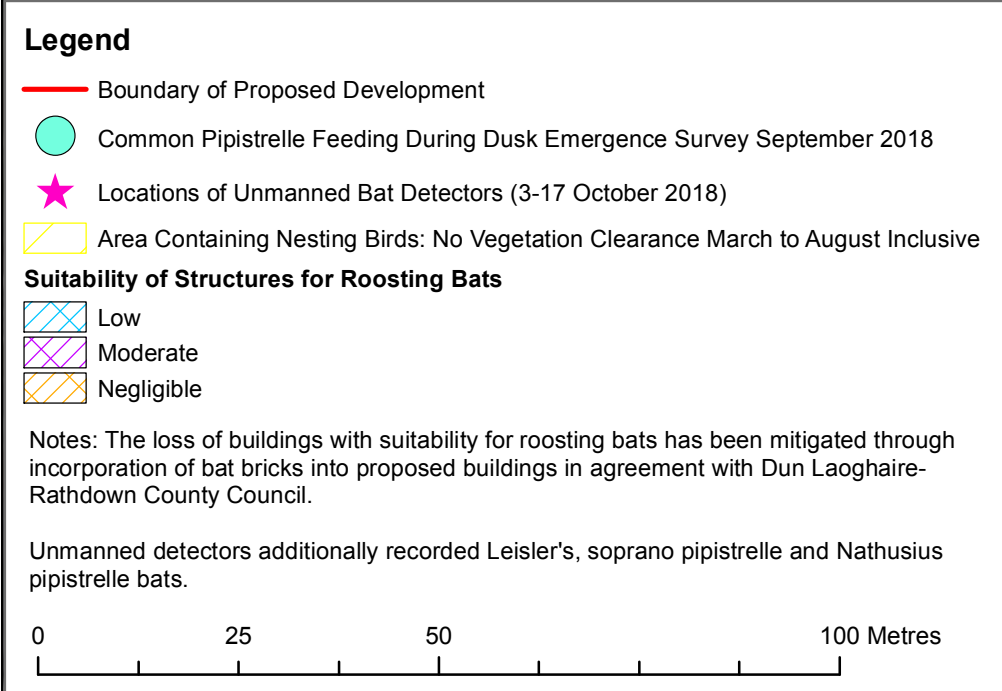 Legend
Boundary of Proposed Development
Common Pipistrelle Feeding During Dusk Emergence Survey September 2018
Locations of Unmanned Bat Detectors (3-17 October 2018)
Area Containing Nesting Birds: No Vegetation Clearance March to August Inclusive
Suitability of Structures for Roosting Bats
Low
Moderate
Negligible
Notes: The loss of buildings with suitability for roosting bats has been mitigated through
incorporation of bat bricks into proposed buildings in agreement with Dun Laoghaire-
Rathdown County Council.
Unmanned detectors additionally recorded Leisler's, soprano pipistrelle and Nathusius
pipistrelle bats.
0 25 50 100 Metres